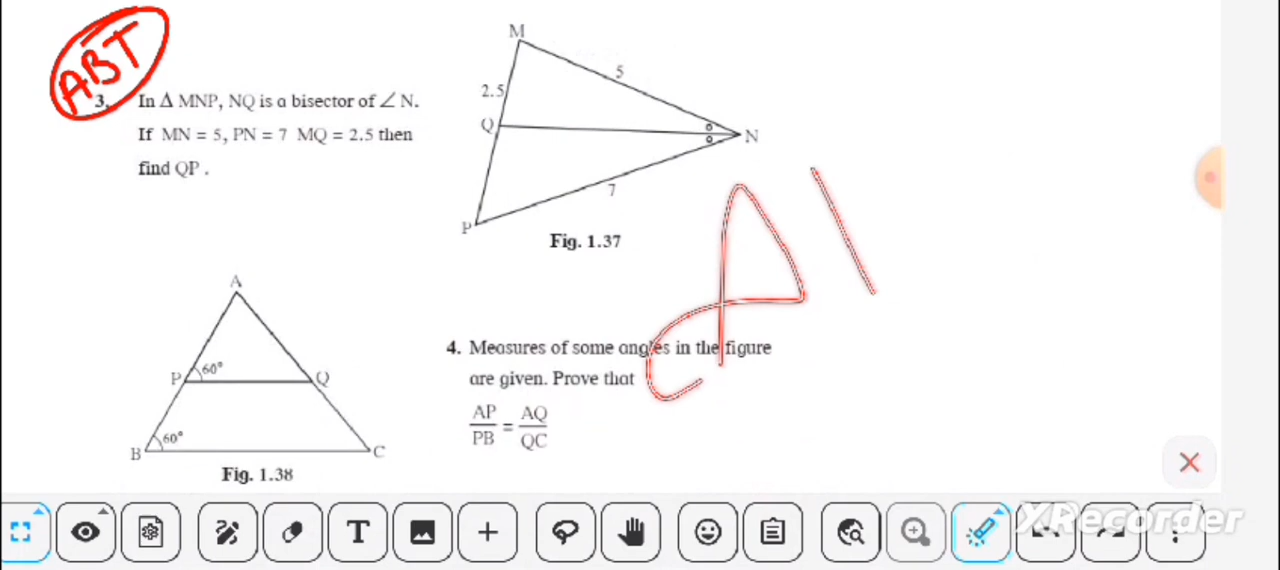 ABT
3. In Δ MNP, NQ is a bisector of ∠ N.
If MN = 5, PN = 7 MQ = 2.5 then
find QP .
M
5
2.5
Q
N
7
P
Fig. 1.37
A
P 60° Q
B 60° C
Fig. 1.38
4. Measures of some angles in the figure
are given. Prove that
AP/PB = AQ/QC
T
XRecorder